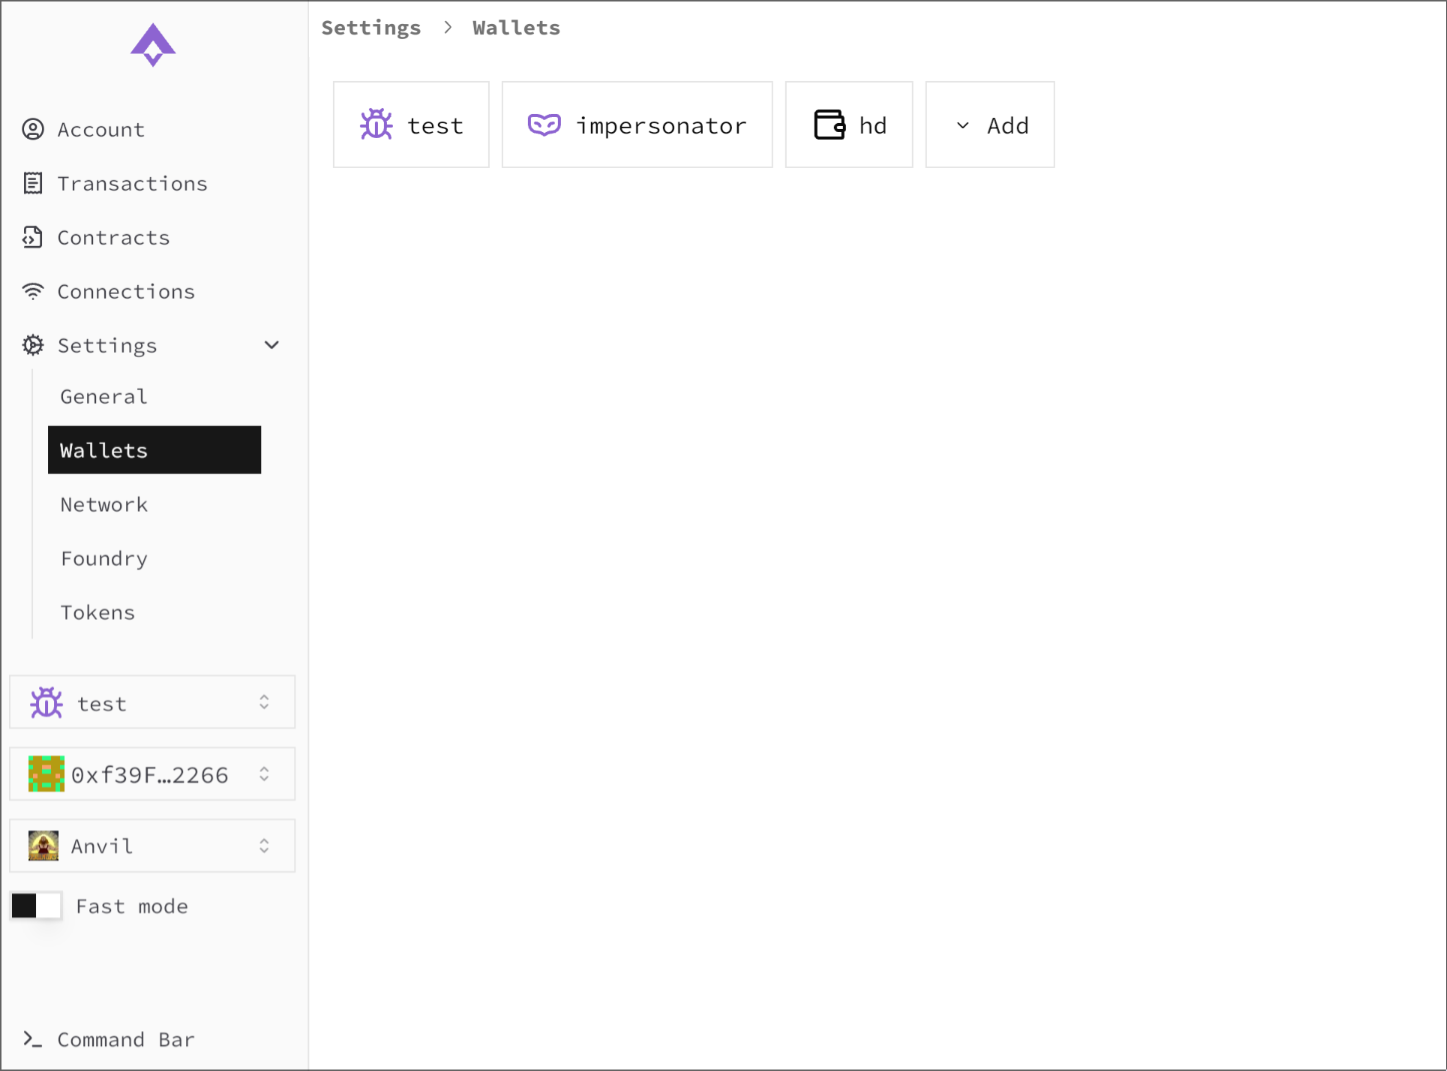 Settings > Wallets
test
impersonator
hd
Add
Account
Transactions
Contracts
Connections
Settings
General
Wallets
Network
Foundry
Tokens
test
0xf39F…2266
Anvil
Fast mode
Command Bar